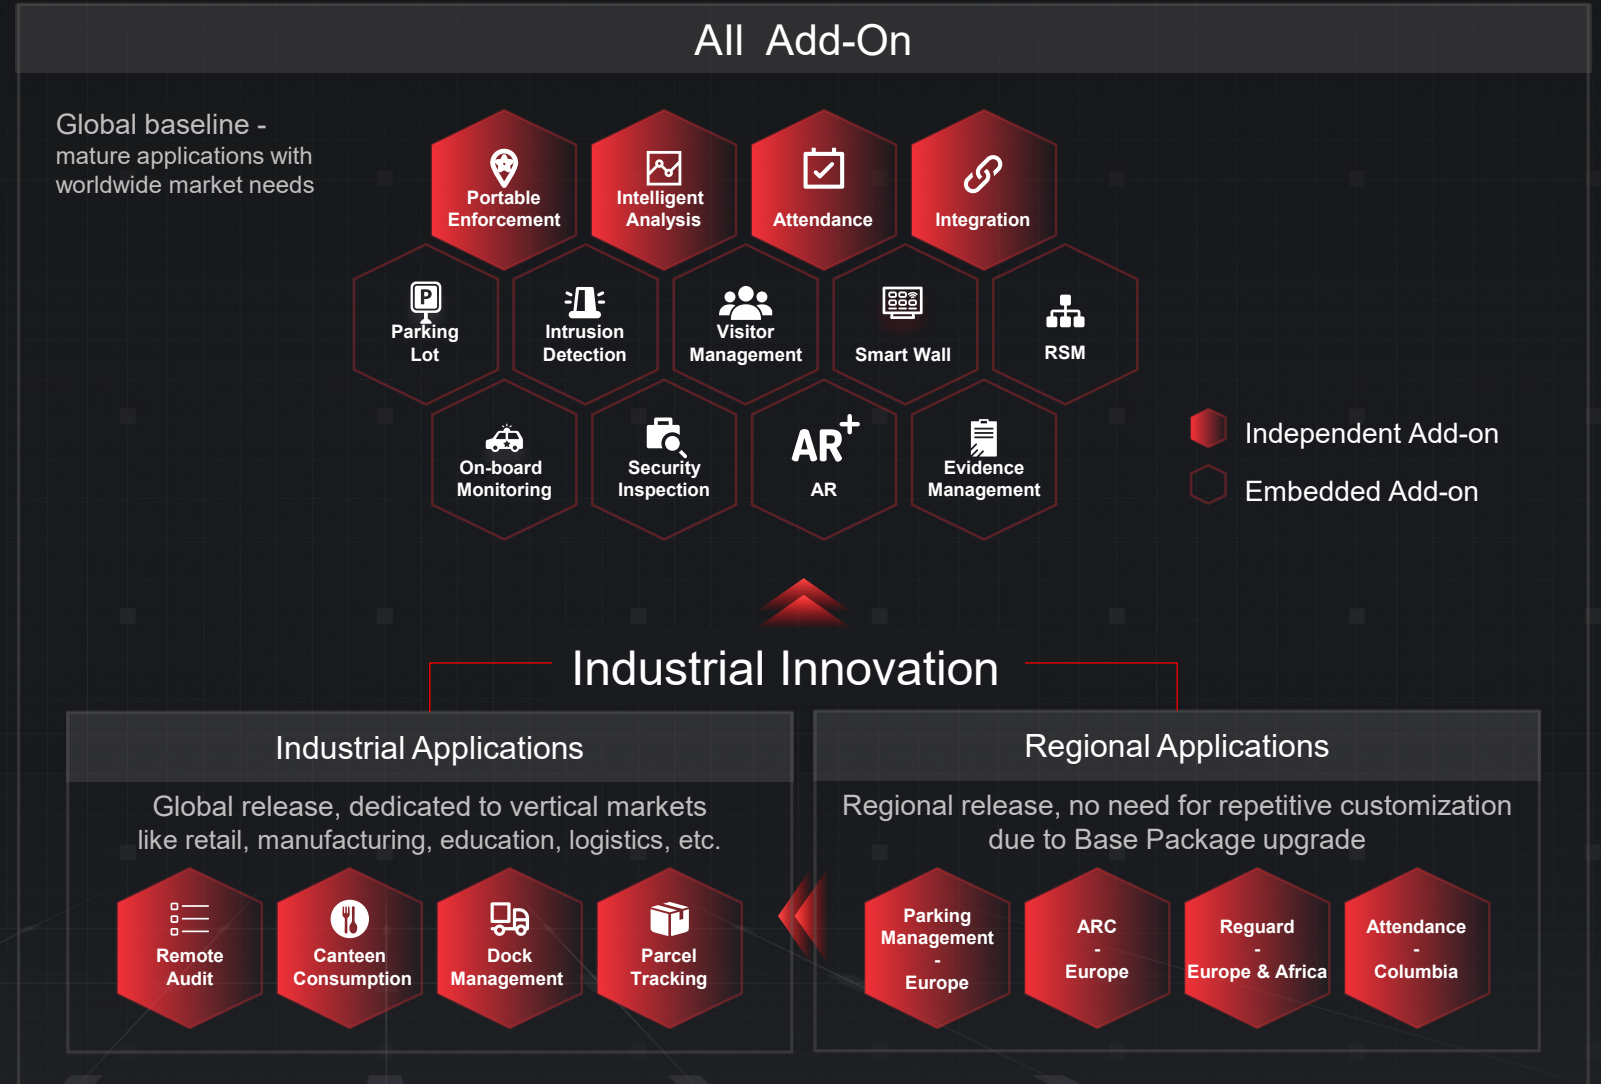 All Add-On
Global baseline -
mature applications with
worldwide market needs
Portable
Enforcement
Intelligent
Analysis
Attendance
Integration
P
Parking
Lot
Intrusion
Detection
Visitor
Management
Smart Wall
RSM
On-board
Monitoring
Security
Inspection
AR+
AR
Evidence
Management
Independent Add-on
Embedded Add-on
Industrial Innovation
Industrial Applications
Global release, dedicated to vertical markets
like retail, manufacturing, education, logistics, etc.
Remote
Audit
Canteen
Consumption
Dock
Management
Parcel
Tracking
Regional Applications
Regional release, no need for repetitive customization
due to Base Package upgrade
Parking
Management
-
Europe
ARC
-
Europe
Reguard
-
Europe & Africa
Attendance
-
Columbia